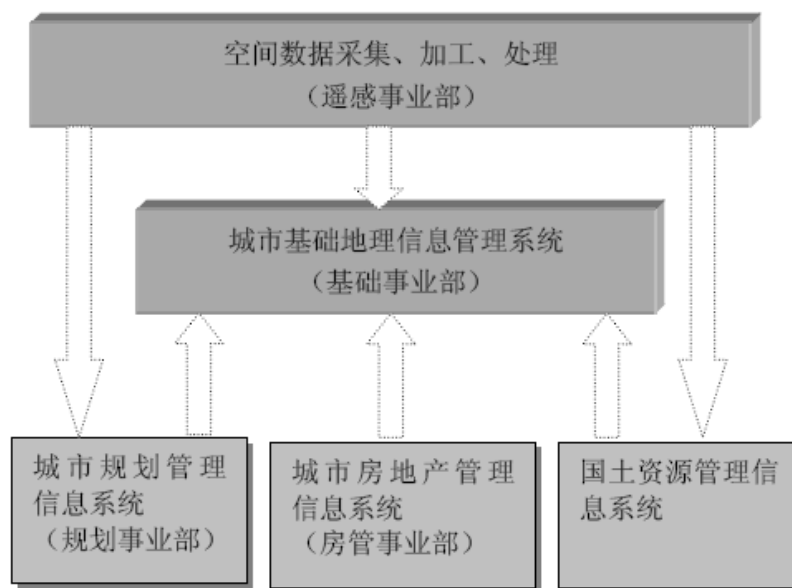 空间数据采集、加工、处理
（遥感事业部）
城市基础地理信息管理系统
（基础事业部）
城市规划管理
信息系统
（规划事业部）
城市房地产管理
信息系统
（房管事业部）
国土资源管理信
息系统